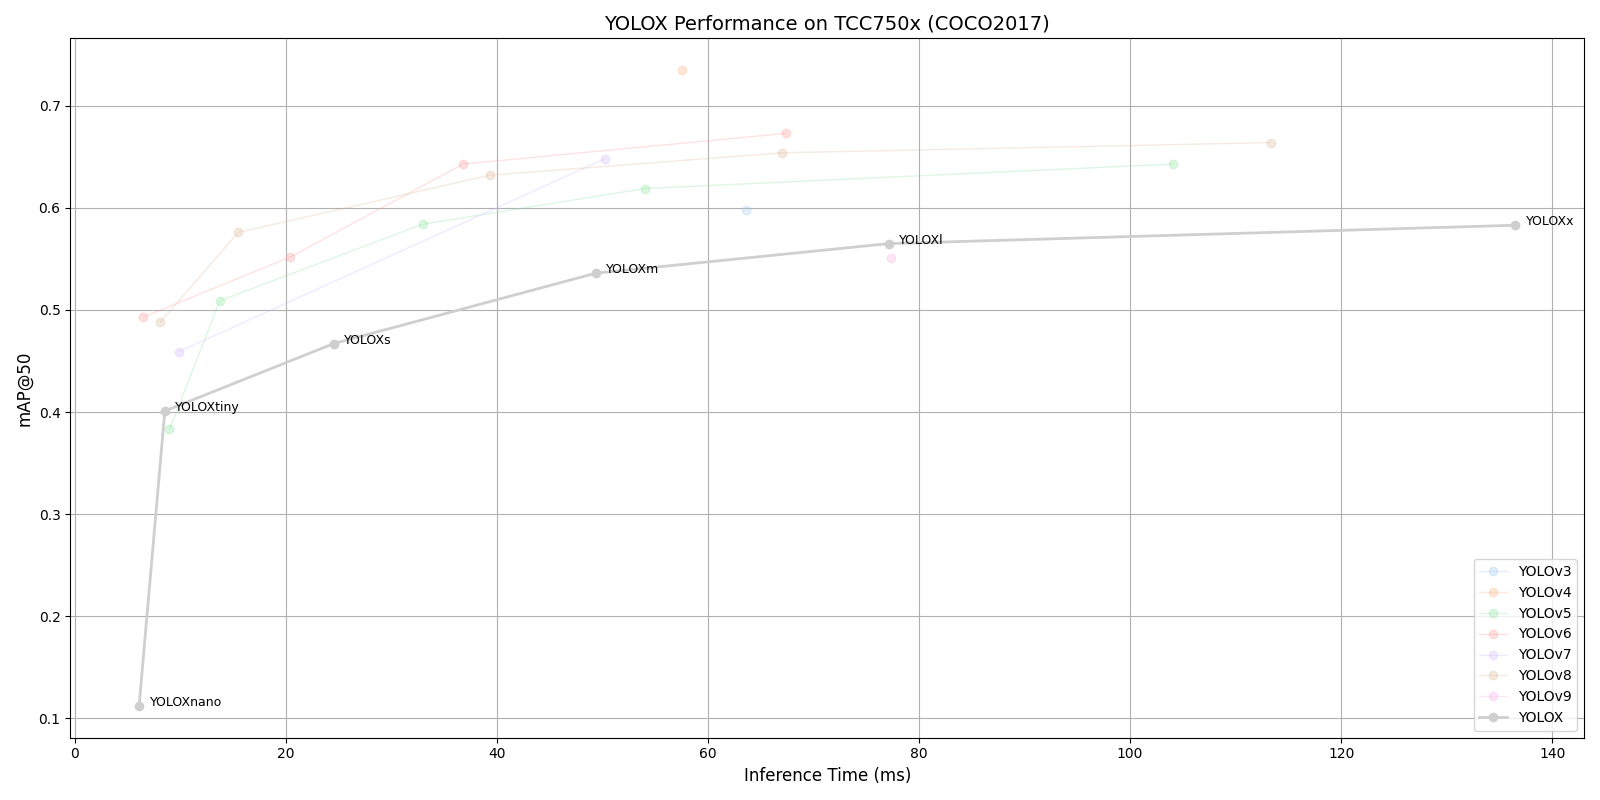 YOLOX Performance on TCC750x (COCO2017)
mAP@50
0.7
0.6
0.5
0.4
0.3
0.2
0.1
YOLOXx
YOLOXl
YOLOXm
YOLOXs
YOLOXtiny
YOLOXnano
YOLOv3
YOLOv4
YOLOv5
YOLOv6
YOLOv7
YOLOv8
YOLOv9
YOLOX
0 20 40 60 80 100 120 140
Inference Time (ms)